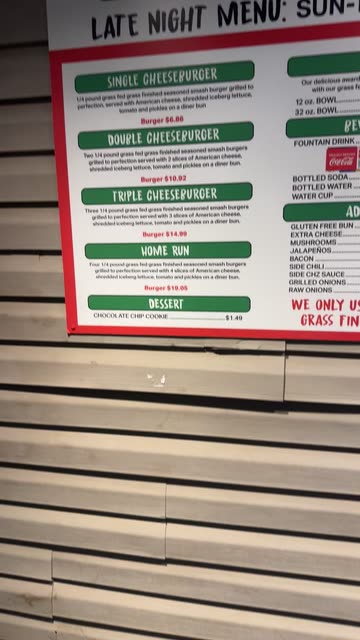 LATE NIGHT MENU: SUN-
SINGLE CHEESEBURGER
1/4 pound grass fed grass finished seasoned smash burger grilled to
perfection, served with American cheese, shredded iceberg lettuce,
tomato and pickles on a diner bun
Burger $6.86
DOUBLE CHEESEBURGER
Two 1/4 pound grass fed grass finished seasoned smash burgers
grilled to perfection served with 2 slices of American cheese,
shredded iceberg lettuce, tomato and pickles on a diner bun.
Burger $10.92
TRIPLE CHEESEBURGER
Three 1/4 pound grass fed grass finished seasoned smash burgers
grilled to perfection served with 3 slices of American cheese,
shredded iceberg lettuce, tomato and pickles on a diner bun.
Burger $14.99
HOME RUN
Four 1/4 pound grass fed grass finished seasoned smash burgers
grilled to perfection served with 4 slices of American cheese,
shredded iceberg lettuce, tomato and pickles on a diner bun.
Burger $19.05
DESSERT
CHOCOLATE CHIP COOKIE $1.49
Our delicious awar
with our grass f
12 oz. BOWL
32 oz. BOWL
BE
FOUNTAIN DRINK
Coca-Cola
BOTTLED SODA
BOTTLED WATER
WATER CUP
AD
GLUTEN FREE BUN
EXTRA CHEESE
MUSHROOMS
JALAPEÑOS
BACON
SIDE CHILI
SIDE CHZ SAUCE
GRILLED ONIONS
RAW ONIONS
WE ONLY US
GRASS FIN